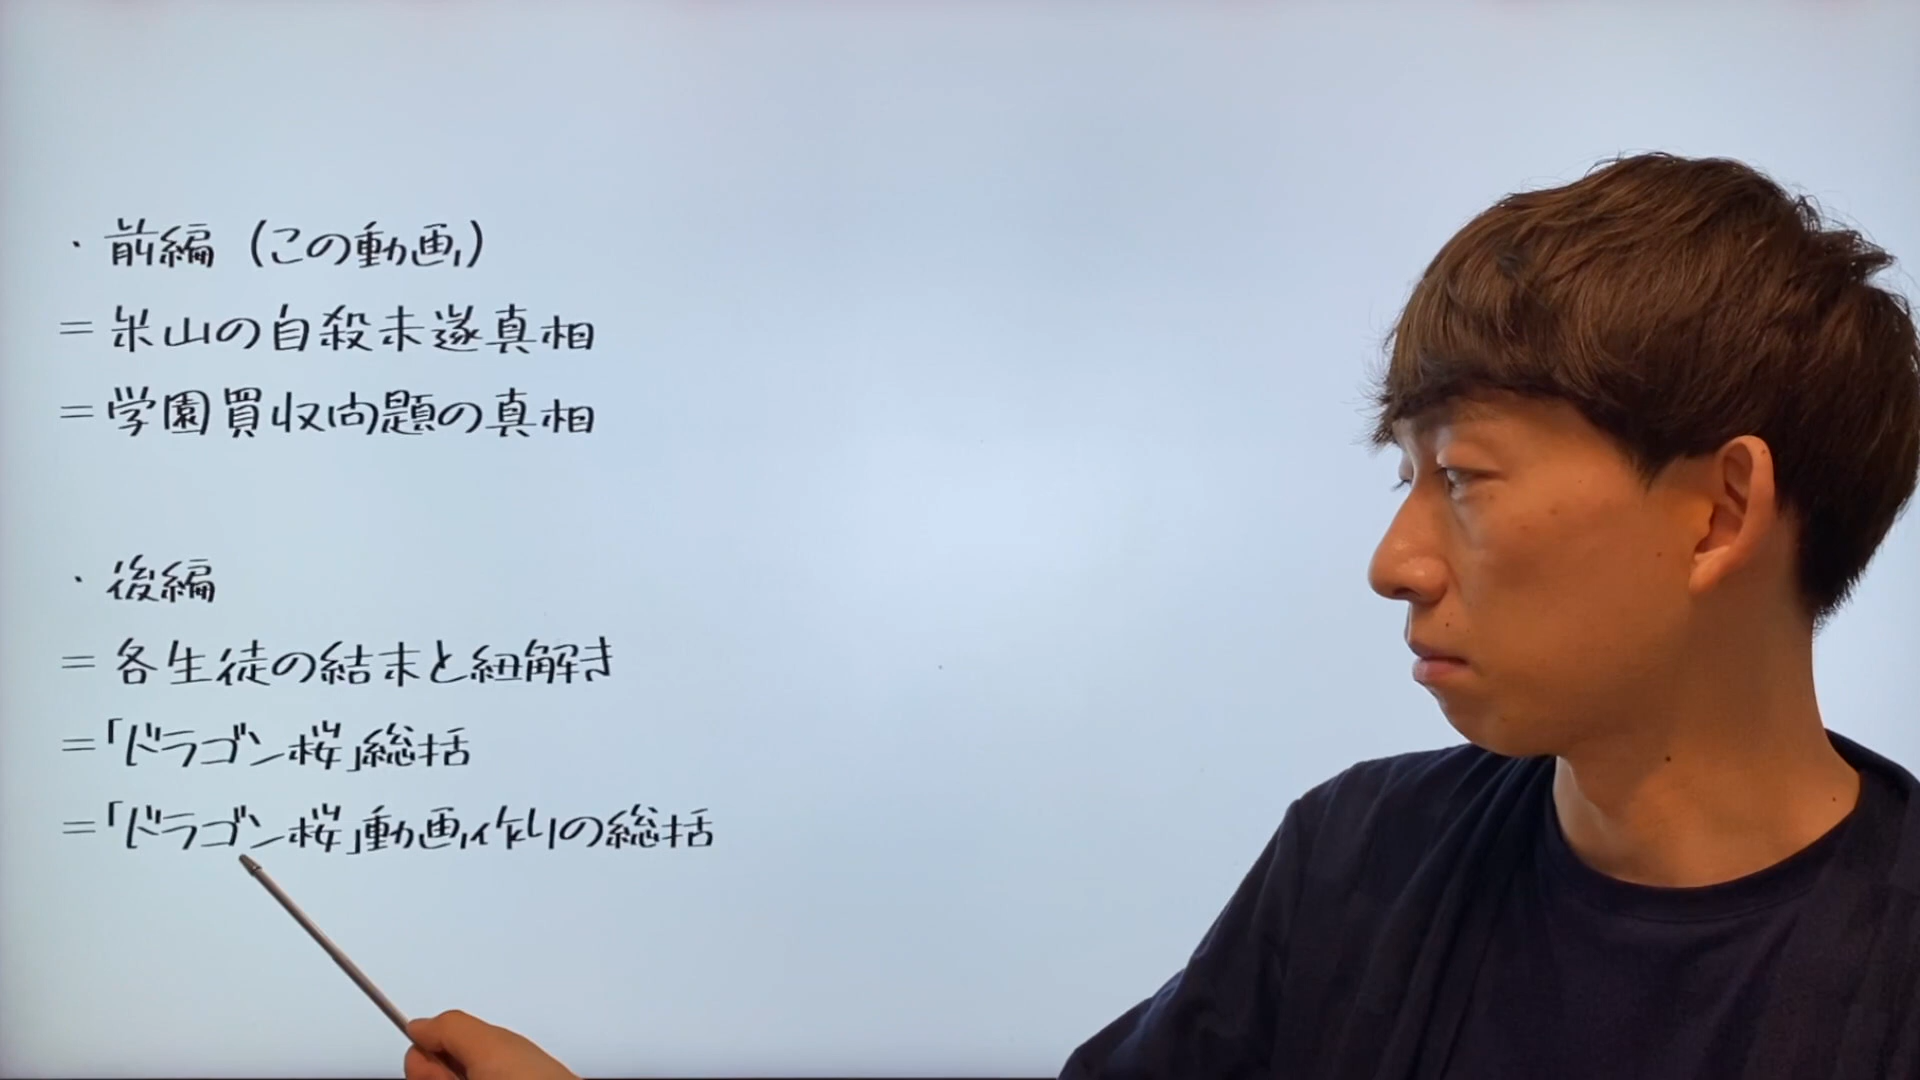 ・前編（この動画）
＝米山の自殺未遂真相
＝学園買収問題の真相
・後編
＝各生徒の結末と紐解き
＝「ドラゴン桜」総括
＝「ドラゴン桜」動画作りの総括